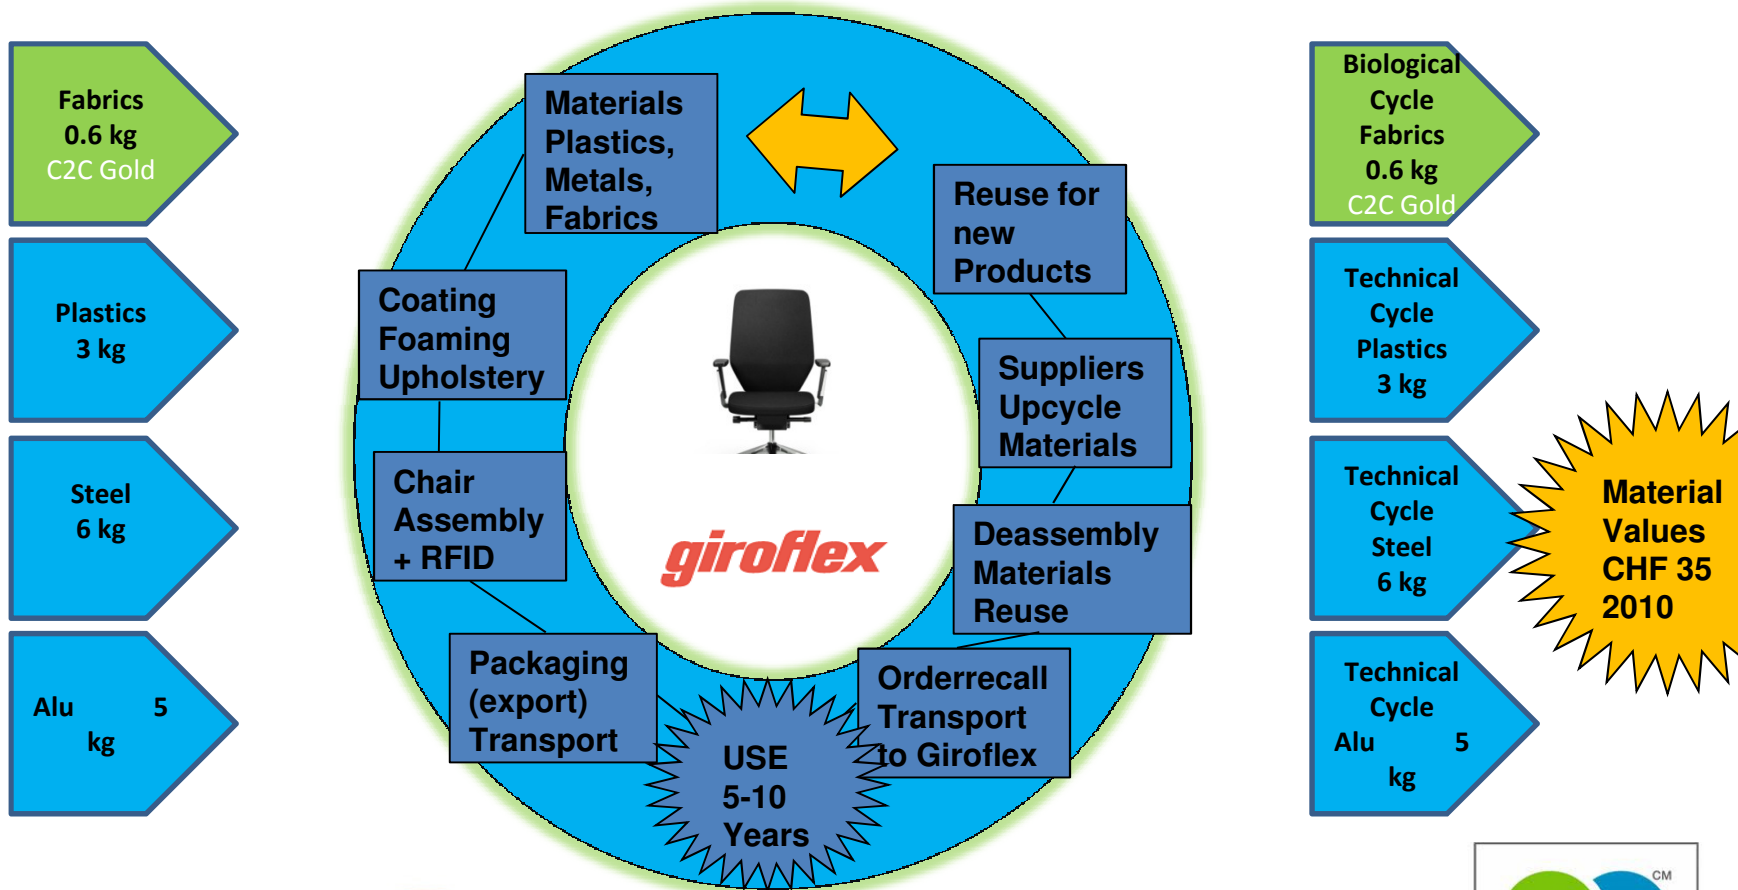 Fabrics
0.6 kg
C2C Gold
Plastics
3 kg
Steel
6 kg
Alu 5
kg
Materials
Plastics,
Metals,
Fabrics
Coating
Foaming
Upholstery
Chair
Assembly
+ RFID
Packaging
(export)
Transport
USE
5-10
Years
Orderrecall
Transport
to Giroflex
Deassembly
Materials
Reuse
Suppliers
Upcycle
Materials
Reuse for
new
Products
giroflex
Biological
Cycle
Fabrics
0.6 kg
C2C Gold
Technical
Cycle
Plastics
3 kg
Technical
Cycle
Steel
6 kg
Technical
Cycle
Alu 5
kg
Material
Values
CHF 35
2010
CM